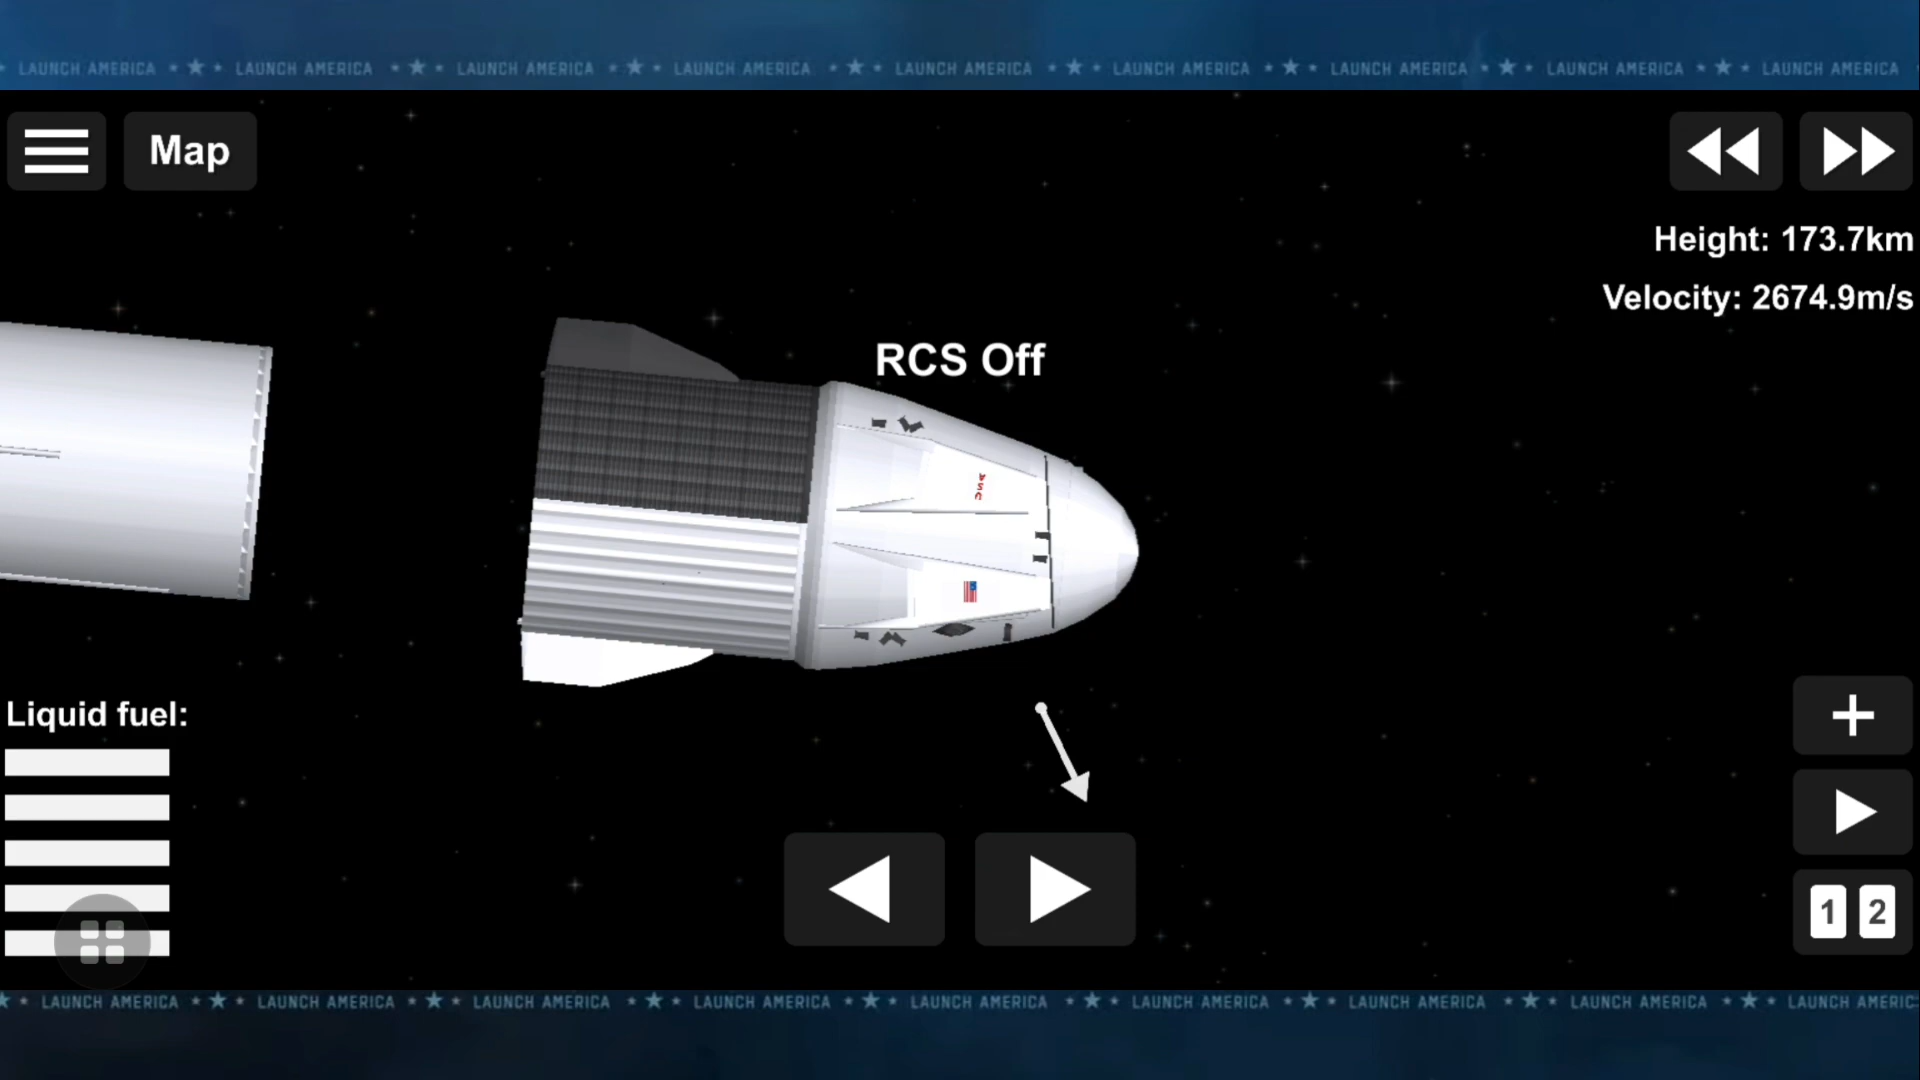 LAUNCH AMERICA LAUNCH AMERICA LAUNCH AMERICA LAUNCH AMERICA LAUNCH AMERICA LAUNCH AMERICA LAUNCH AMERICA LAUNCH AMERICA LAUNCH AMERICA
Map
Height: 173.7km
Velocity: 2674.9m/s
RCS Off
Liquid fuel:
1 2
LAUNCH AMERICA LAUNCH AMERICA LAUNCH AMERICA LAUNCH AMERICA LAUNCH AMERICA LAUNCH AMERICA LAUNCH AMERICA LAUNCH AMERICA LAUNCH AMERIC